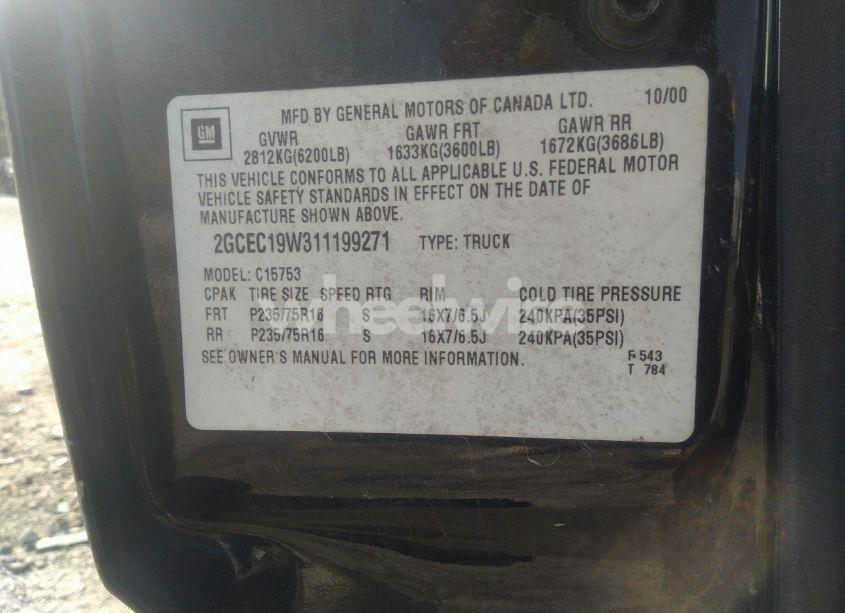 MFD BY GENERAL MOTORS OF CANADA LTD. 10/00
GM
GVWR GAWR FRT GAWR RR
2812KG(6200LB) 1633KG(3600LB) 1672KG(3686LB)
THIS VEHICLE CONFORMS TO ALL APPLICABLE U.S. FEDERAL MOTOR
VEHICLE SAFETY STANDARDS IN EFFECT ON THE DATE OF
MANUFACTURE SHOWN ABOVE.
2GCEC19W311199271 TYPE: TRUCK
MODEL: C15753
CPAK TIRE SIZE SPEED RTG RIM COLD TIRE PRESSURE
FRT P235/75R16 S 16X7/6.5J 240KPA(35PSI)
RR P235/75R16 S 16X7/6.5J 240KPA(35PSI)
SEE OWNER'S MANUAL FOR MORE INFORMATION.
F 543
T 784
wheelwise